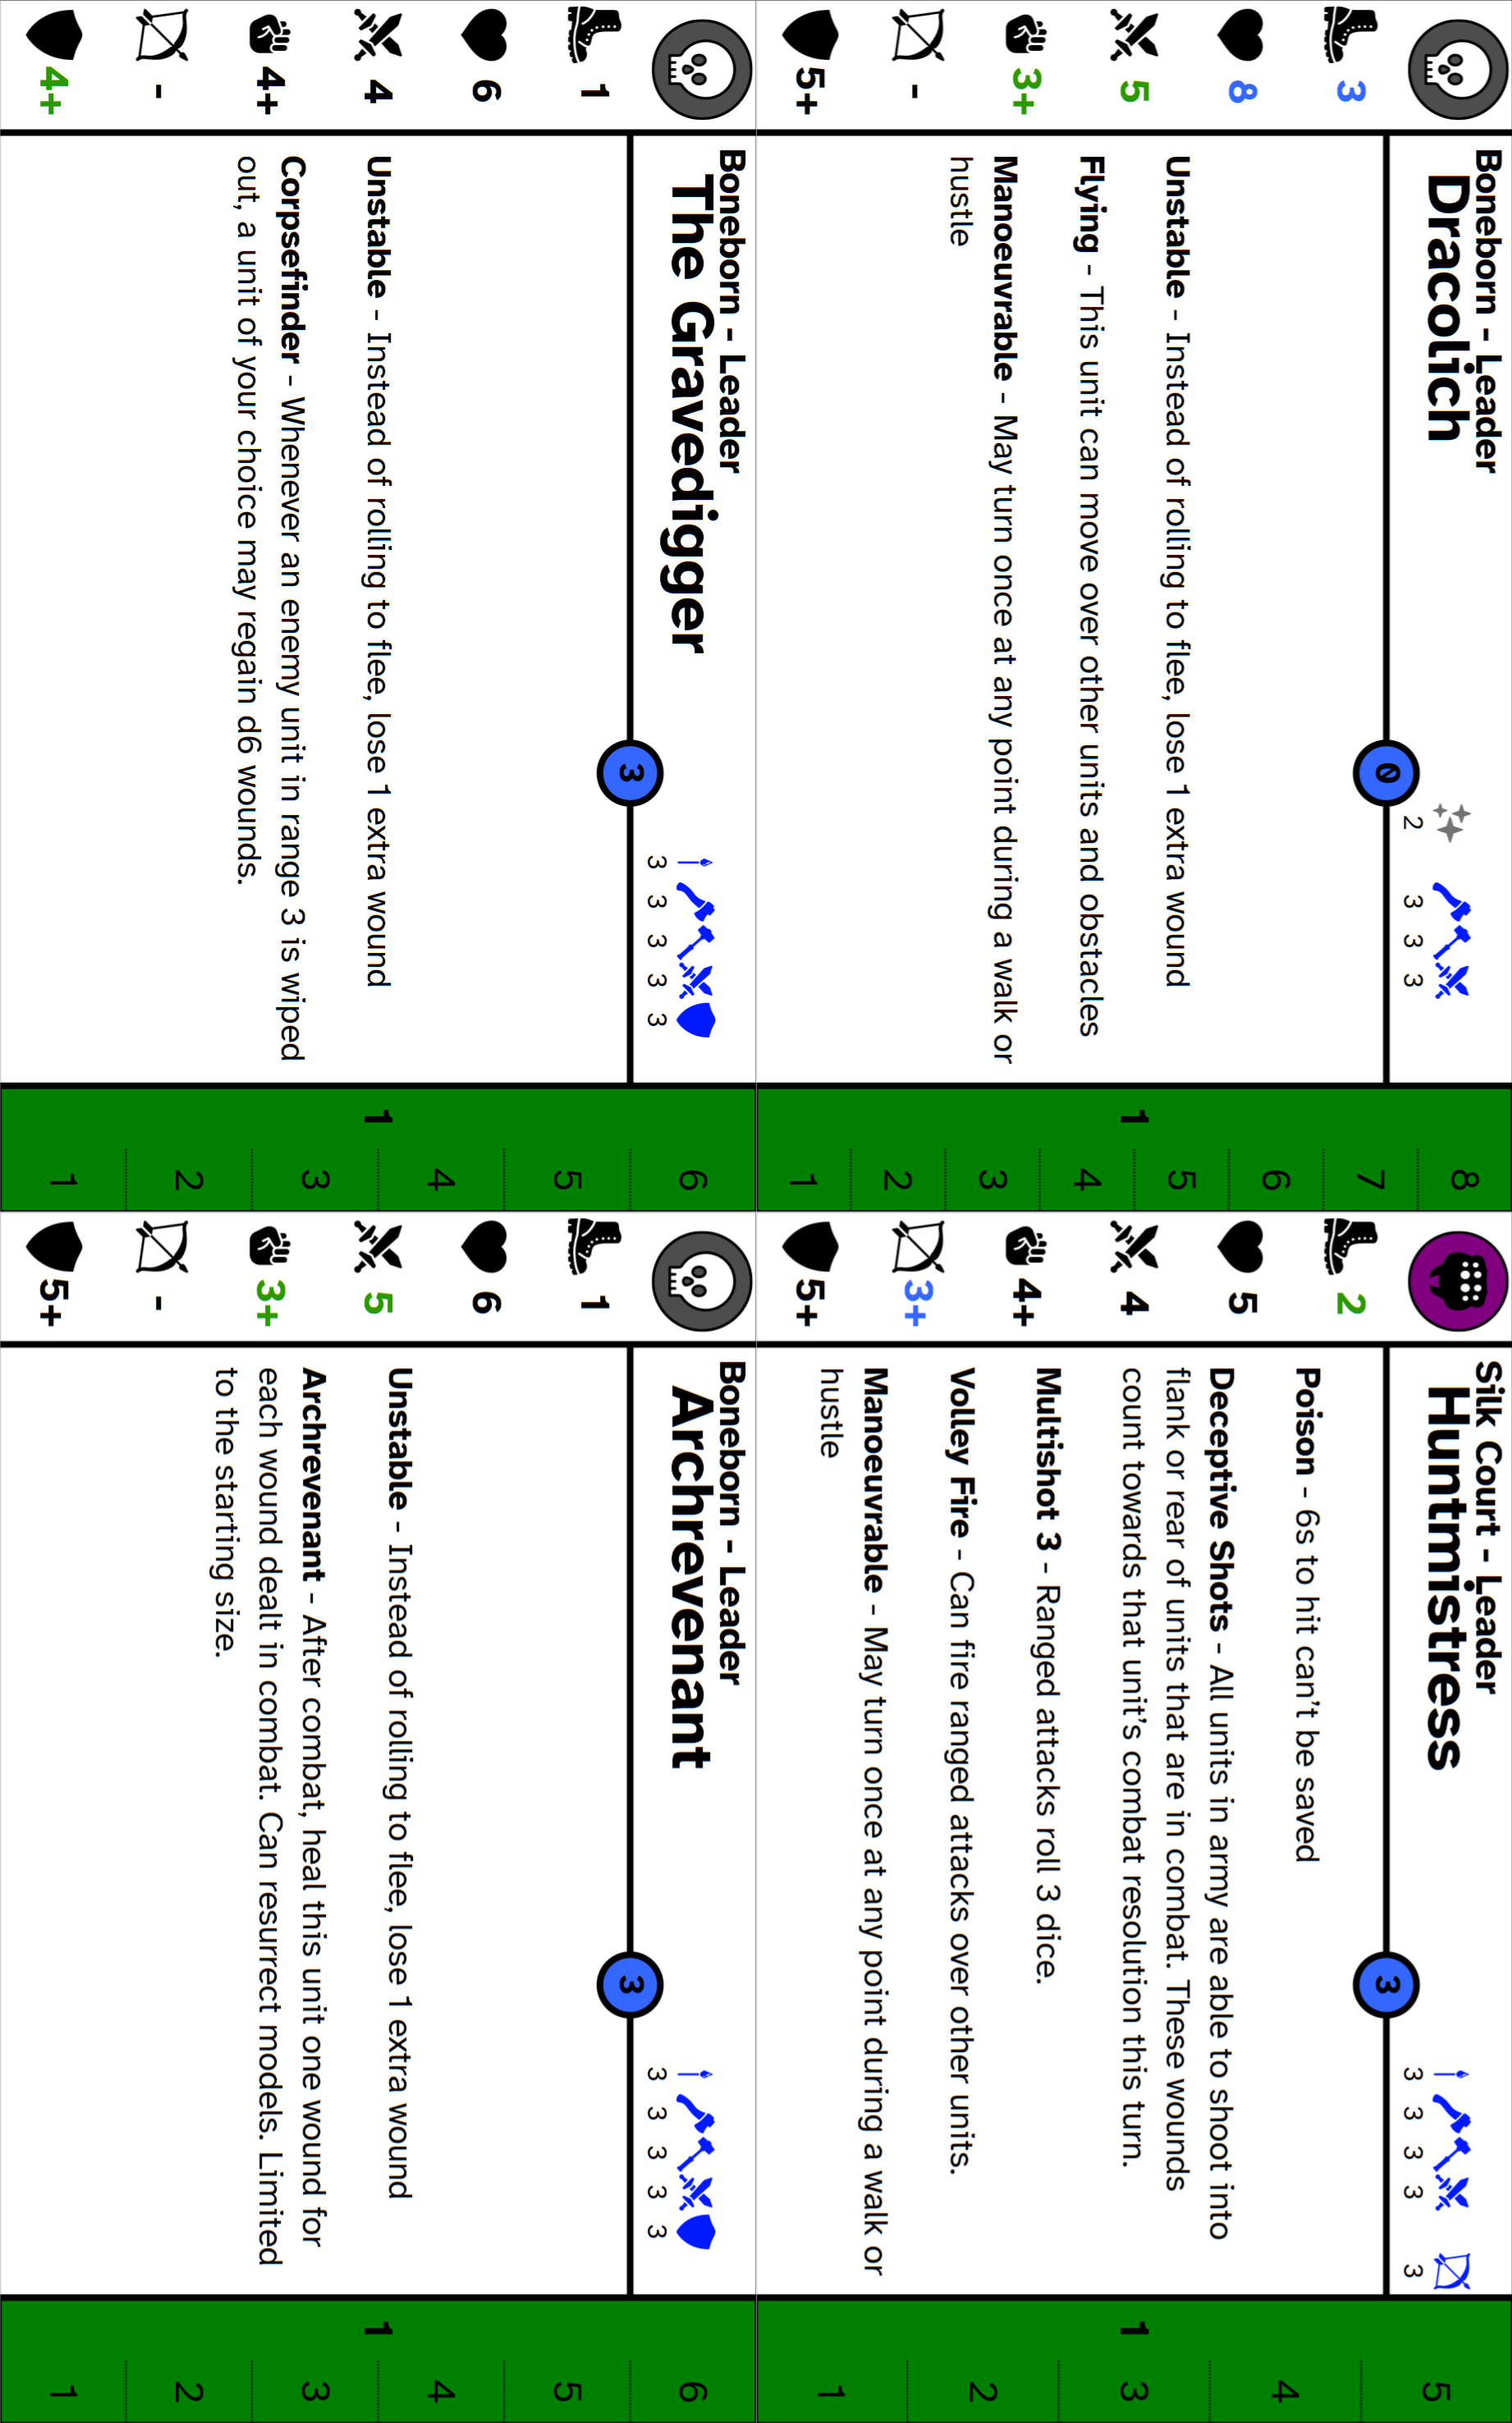 Boneborn - Leader
Dracolich
2
3 3 3
0
3
8
5
3+
-
5+
Unstable - Instead of rolling to flee, lose 1 extra wound
Flying - This unit can move over other units and obstacles
Manoeuvrable - May turn once at any point during a walk or
hustle
1
8
7
6
5
4
3
2
1
Silk Court - Leader
Huntmistress
3 3 3 3 3
3
2
5
4
4+
3+
5+
Poison - 6s to hit can't be saved
Deceptive Shots - All units in army are able to shoot into
flank or rear of units that are in combat. These wounds
count towards that unit's combat resolution this turn.
Multishot 3 - Ranged attacks roll 3 dice.
Volley Fire - Can fire ranged attacks over other units.
Manoeuvrable - May turn once at any point during a walk or
hustle
1
5
4
3
2
1
Boneborn - Leader
The Gravedigger
3 3 3 3 3
3
1
6
4
4+
-
4+
Unstable - Instead of rolling to flee, lose 1 extra wound
Corpsefinder - Whenever an enemy unit in range 3 is wiped
out, a unit of your choice may regain d6 wounds.
1
6
5
4
3
2
1
Boneborn - Leader
Archrevenant
3 3 3 3 3
3
1
6
5
3+
-
5+
Unstable - Instead of rolling to flee, lose 1 extra wound
Archrevenant - After combat, heal this unit one wound for
each wound dealt in combat. Can resurrect models. Limited
to the starting size.
1
6
5
4
3
2
1